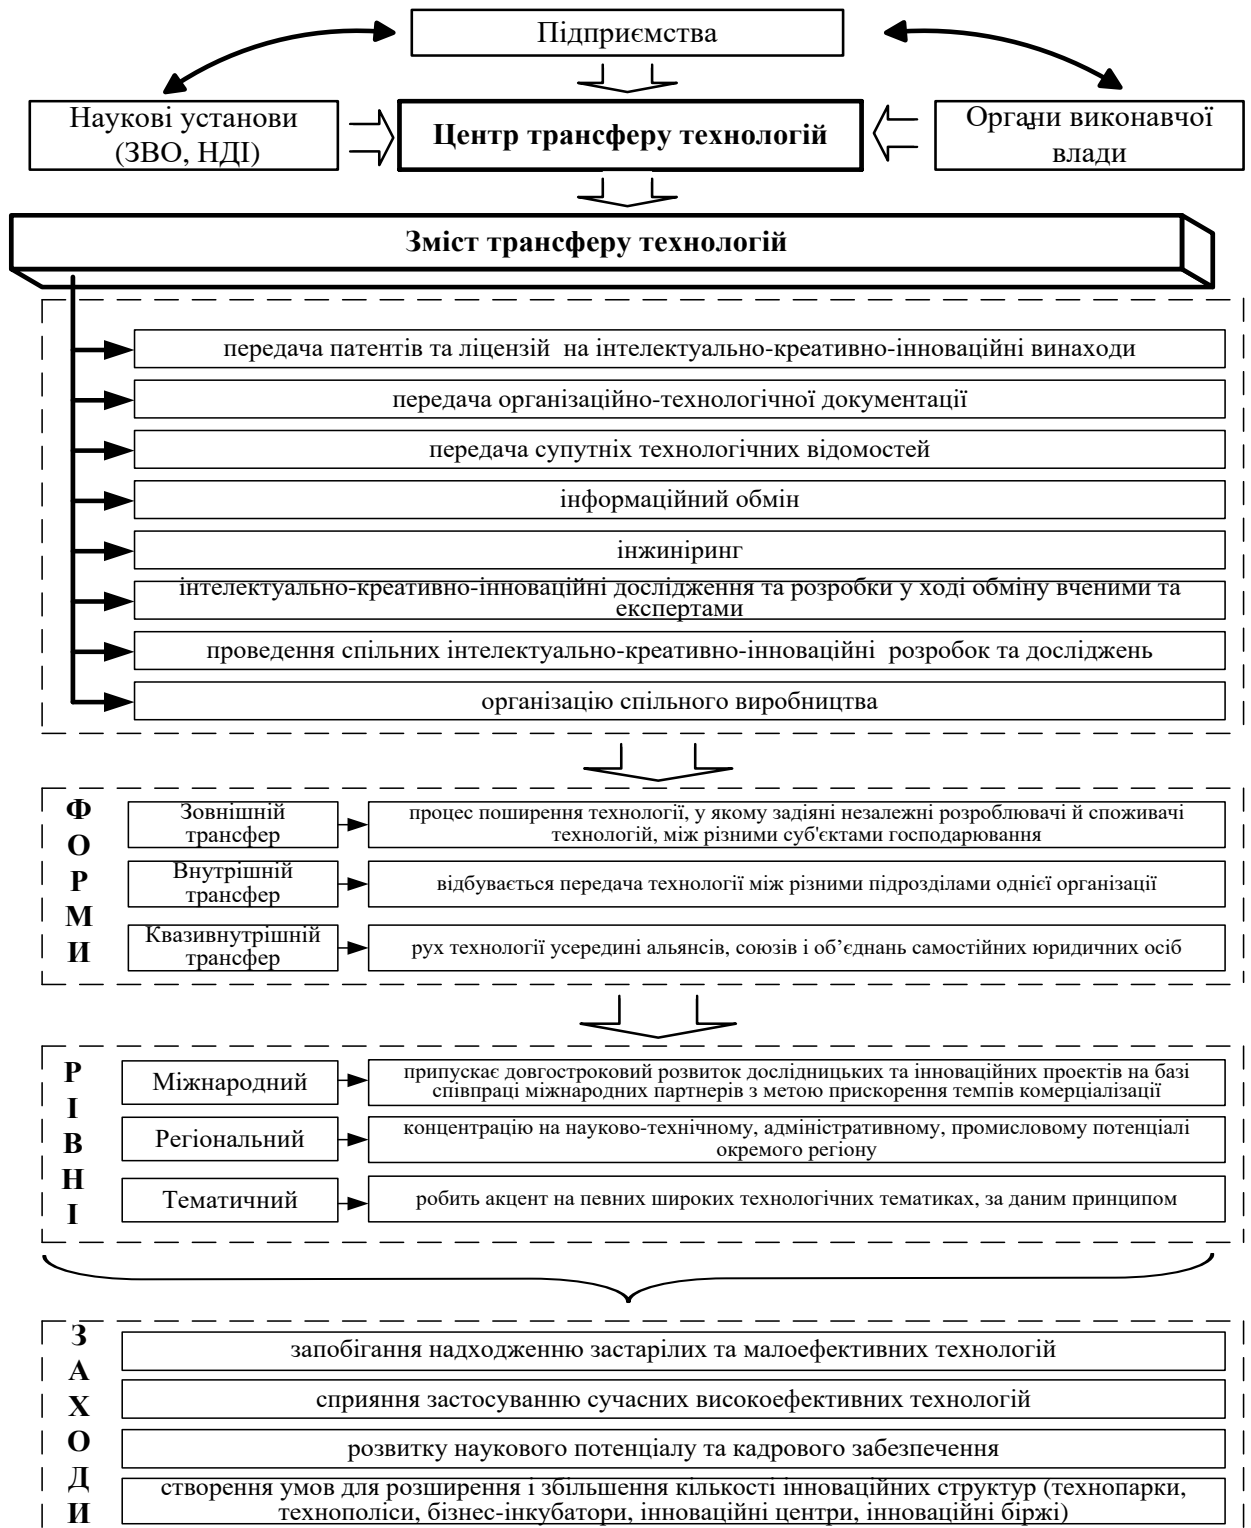 Підприємства
Наукові установи
(ЗВО, НДІ)
Центр трансферу технологій
Органи виконавчої
влади
Зміст трансферу технологій
передача патентів та ліцензій на інтелектуально-креативно-інноваційні винаходи
передача організаційно-технологічної документації
передача супутніх технологічних відомостей
інформаційний обмін
інжиніринг
інтелектуально-креативно-інноваційні дослідження та розробки у ході обміну вченими та
експертами
проведення спільних інтелектуально-креативно-інноваційні розробок та досліджень
організацію спільного виробництва
ФОРМИ
Зовнішній
трансфер
процес поширення технології, у якому задіяні незалежні розроблювачі й споживачі
технологій, між різними суб'єктами господарювання
Внутрішній
трансфер
відбувається передача технології між різними підрозділами однієї організації
Квазивнутрішній
трансфер
рух технології усередині альянсів, союзів і об’єднань самостійних юридичних осіб
РІВНІ
Міжнародний
припускає довгостроковий розвиток дослідницьких та інноваційних проектів на базі
співпраці міжнародних партнерів з метою прискорення темпів комерціалізації
Регіональний
концентрацію на науково-технічному, адміністративному, промисловому потенціалі
окремого регіону
Тематичний
робить акцент на певних широких технологічних тематиках, за даним принципом
ЗАХОДИ
запобігання надходженню застарілих та малоефективних технологій
сприяння застосуванню сучасних високоефективних технологій
розвитку наукового потенціалу та кадрового забезпечення
створення умов для розширення і збільшення кількості інноваційних структур (технопарки,
технополіси, бізнес-інкубатори, інноваційні центри, інноваційні біржі)